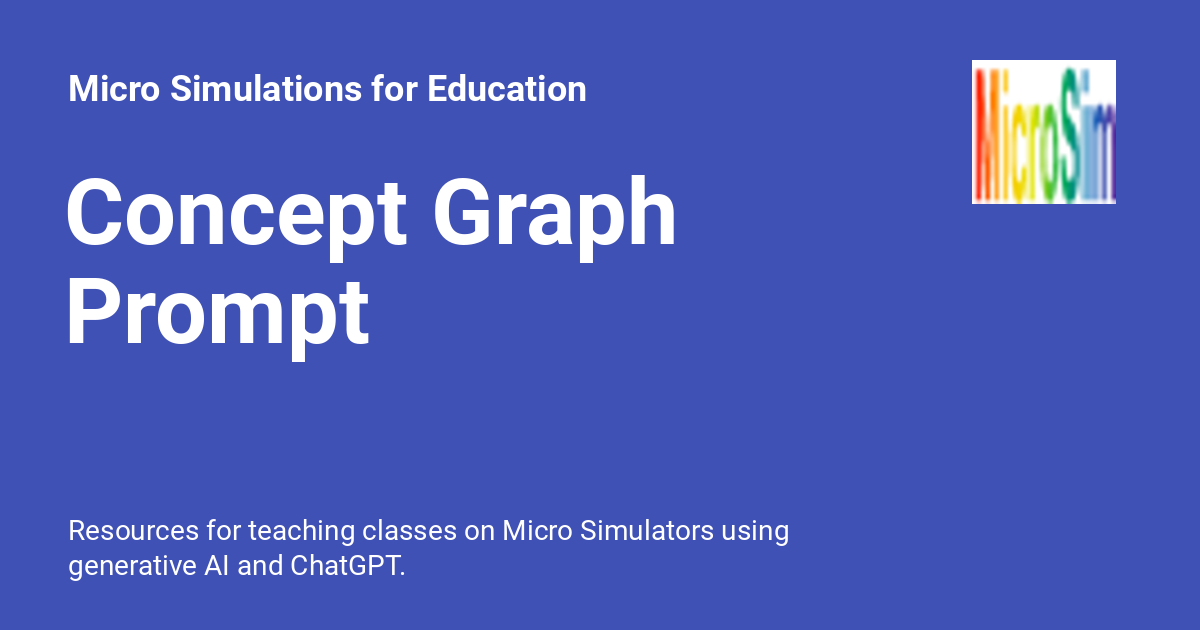 Micro Simulations for Education
MicroSim
Concept Graph
Prompt
Resources for teaching classes on Micro Simulators using
generative AI and ChatGPT.